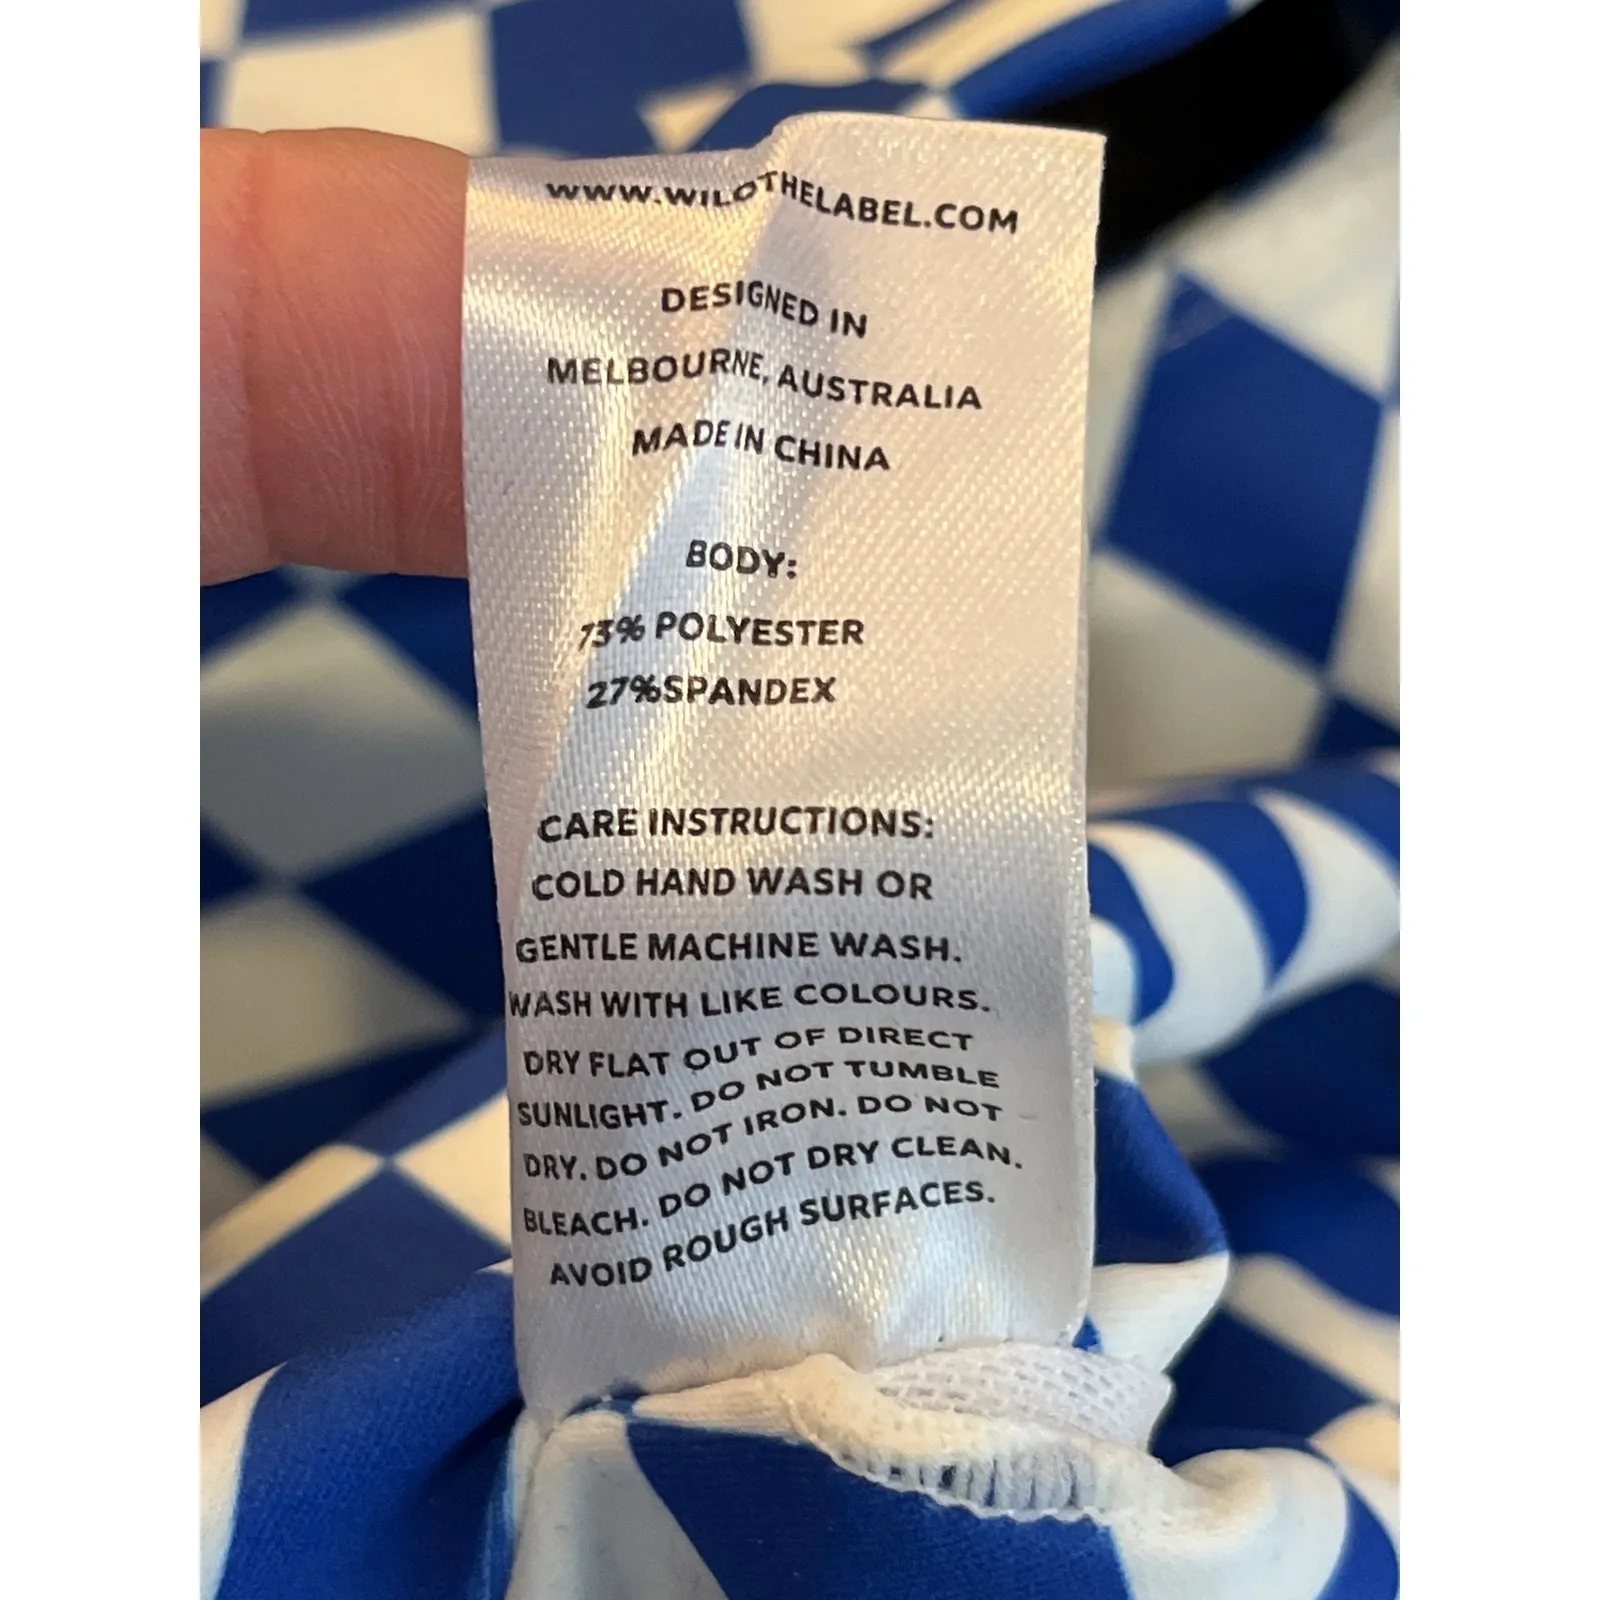 WWW.WILOTHELABEL.COM
DESIGNED IN
MELBOURNE, AUSTRALIA
MADE IN CHINA
BODY:
73% POLYESTER
27%SPANDEX
CARE INSTRUCTIONS:
COLD HAND WASH OR
GENTLE MACHINE WASH.
WASH WITH LIKE COLOURS.
DRY FLAT OUT OF DIRECT
SUNLIGHT. DO NOT TUMBLE
DRY. DO NOT IRON. DO NOT
BLEACH. DO NOT DRY CLEAN.
AVOID ROUGH SURFACES.